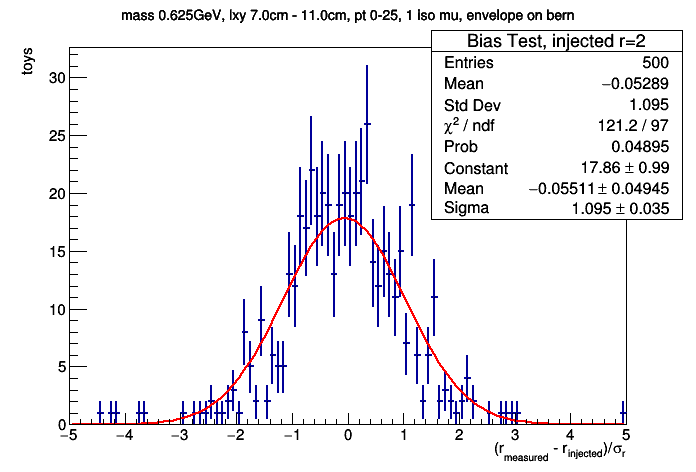 mass 0.625GeV, lxy 7.0cm - 11.0cm, pt 0-25, 1 Iso mu, envelope on bern
Bias Test, injected r=2
Entries 500
Mean −0.05289
Std Dev 1.095
χ² / ndf 121.2 / 97
Prob 0.04895
Constant 17.86 ± 0.99
Mean −0.05511 ± 0.04945
Sigma 1.095 ± 0.035
toys
30
25
20
15
10
5
0
−5 −4 −3 −2 −1 0 1 2 3 4 5
(r_measured - r_injected)/σ_r